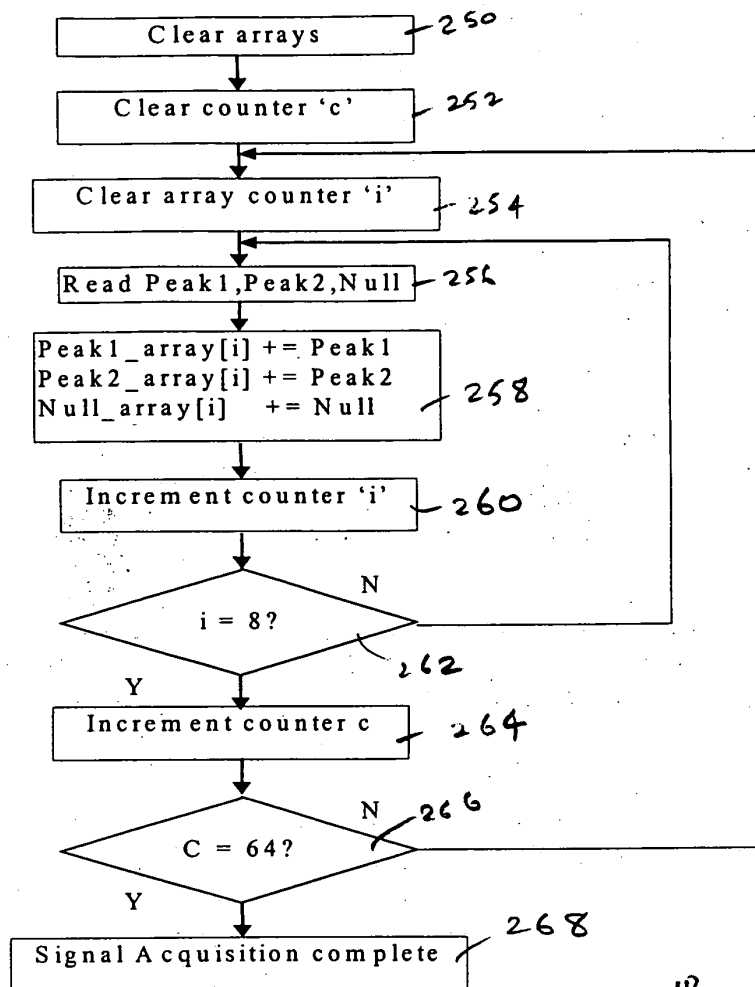 Clear arrays
250
Clear counter ‘c’
252
Clear array counter ‘i’
254
Read Peak1,Peak2,Null
256
Peak1_array[i] += Peak1
Peak2_array[i] += Peak2
Null_array[i] += Null
258
Increment counter ‘i’
260
N
i = 8?
262
Y
Increment counter c
264
N
266
C = 64?
Y
268
Signal Acquisition complete